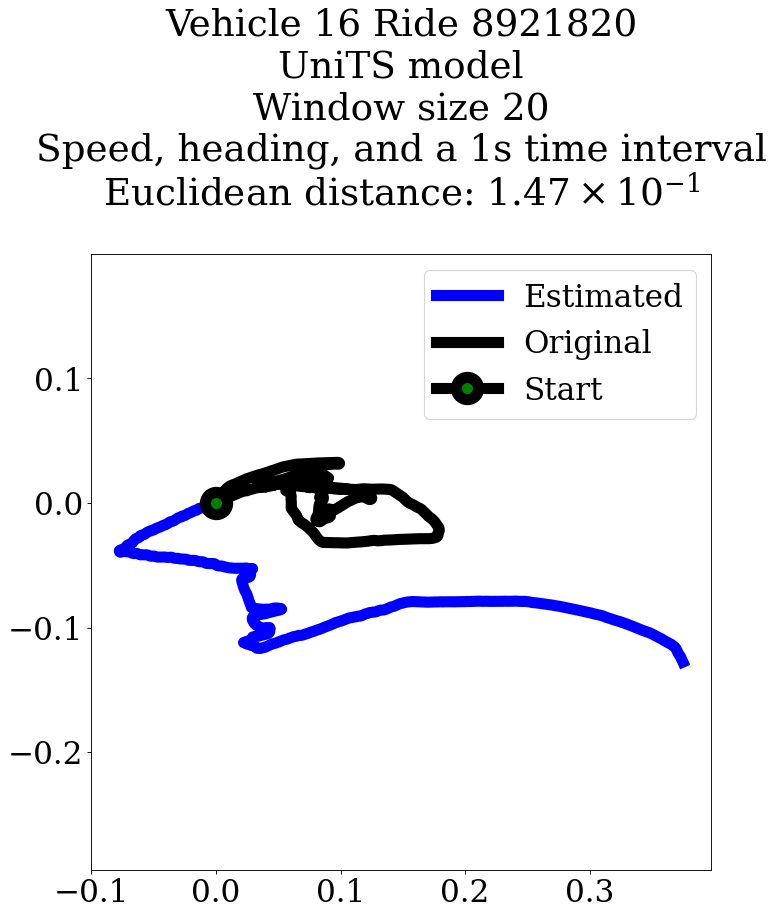 Vehicle 16 Ride 8921820
UniTS model
Window size 20
Speed, heading, and a 1s time interval
Euclidean distance: 1.47 × 10⁻¹
Estimated
Original
Start
0.1
0.0
−0.1
−0.2
−0.1 0.0 0.1 0.2 0.3